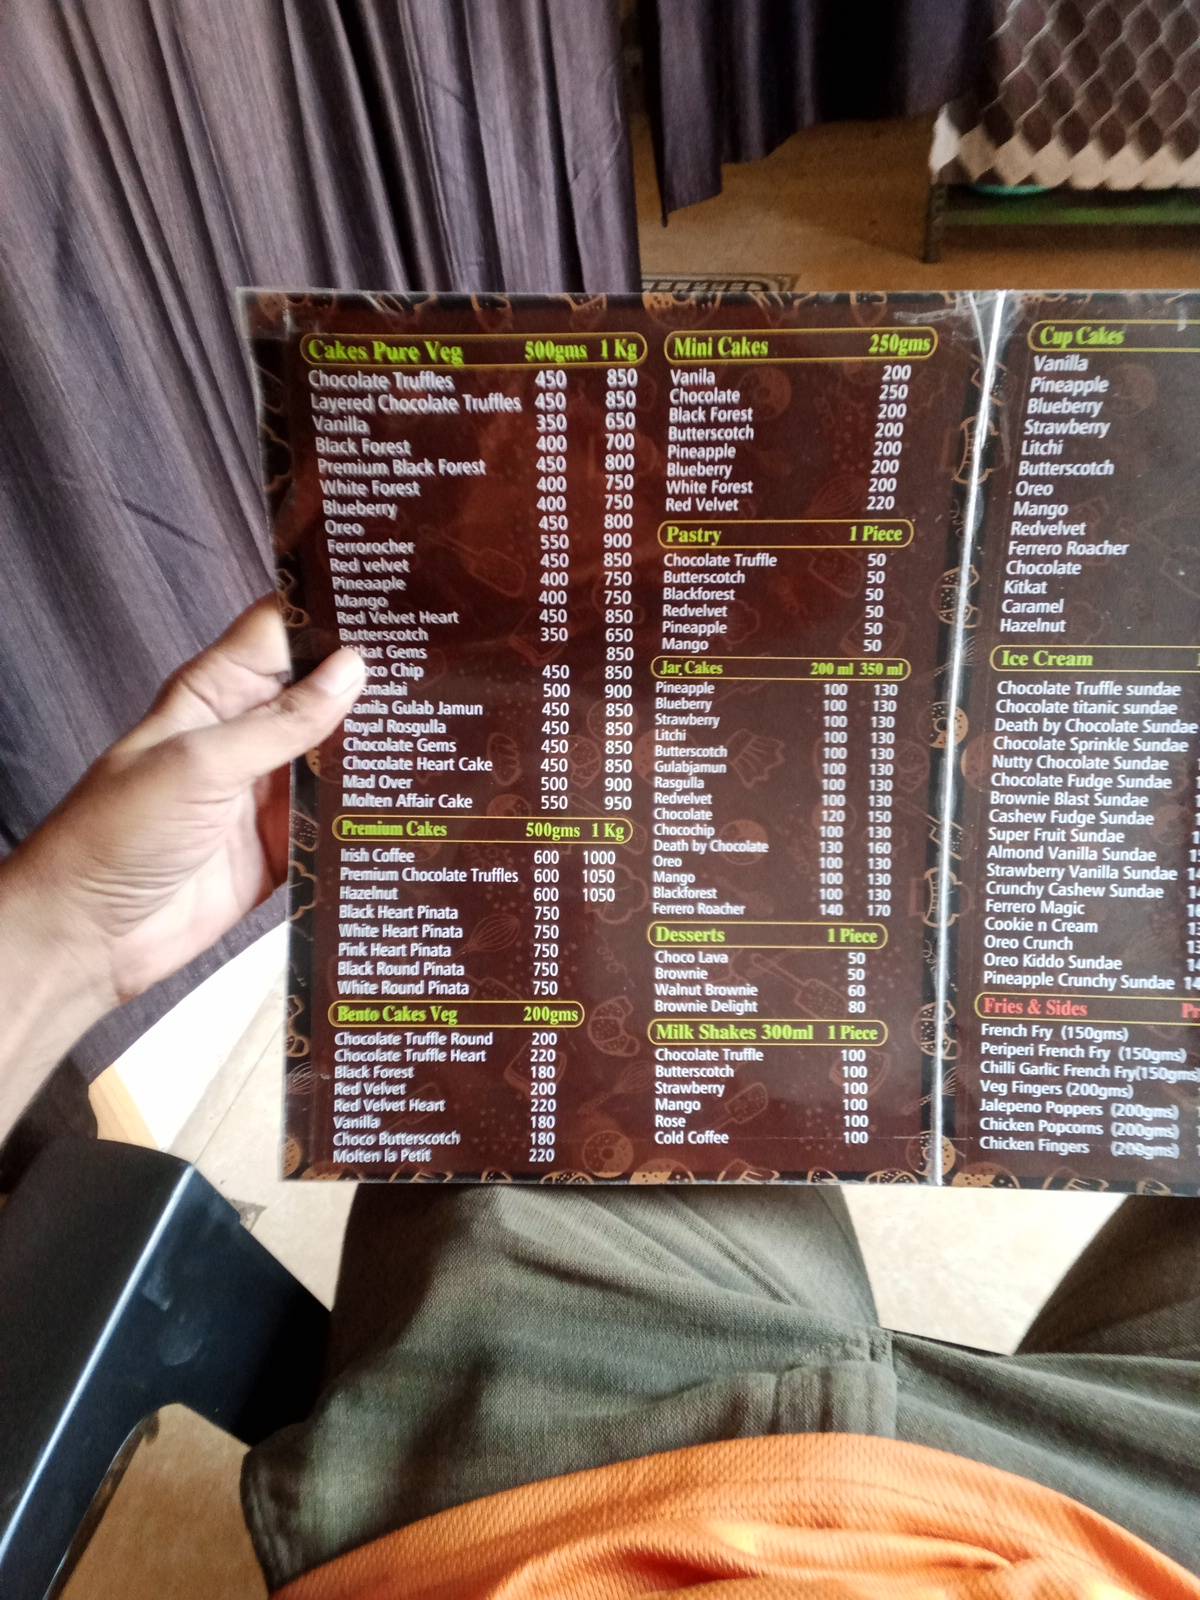 Cakes Pure Veg 500gms 1 Kg
Chocolate Truffles 450 850
Layered Chocolate Truffles 450 850
Vanilla 350 650
Black Forest 400 700
Premium Black Forest 450 800
White Forest 400 750
Blueberry 400 750
Oreo 450 800
Ferrorocher 550 900
Red velvet 450 850
Pineaaple 400 750
Mango 400 750
Red Velvet Heart 450 850
Butterscotch 350 650
Gems 850
Chip 450 850
500 900
Gulab Jamun 450 850
Royal Rosgulla 450 850
Chocolate Gems 450 850
Chocolate Heart Cake 450 850
Mad Over 500 900
Molten Affair Cake 550 950
Premium Cakes 500gms 1 Kg
Irish Coffee 600 1000
Premium Chocolate Truffles 600 1050
Hazelnut 600 1050
Black Heart Pinata 750
White Heart Pinata 750
Pink Heart Pinata 750
Black Round Pinata 750
White Round Pinata 750
Bento Cakes Veg 200gms
Chocolate Truffle Round 200
Chocolate Truffle Heart 220
Black Forest 180
Red Velvet 200
Red Velvet Heart 220
Vanilla 180
Choco Butterscotch 180
Molten la Petit 220
Mini Cakes 250gms
Vanila 200
Chocolate 250
Black Forest 200
Butterscotch 200
Pineapple 200
Blueberry 200
White Forest 200
Red Velvet 220
Pastry 1 Piece
Chocolate Truffle 50
Butterscotch 50
Blackforest 50
Redvelvet 50
Pineapple 50
Mango 50
Jar Cakes 200 ml 350 ml
Pineapple 100 130
Blueberry 100 130
Strawberry 100 130
Litchi 100 130
Butterscotch 100 130
Gulabjamun 100 130
Rasgulla 100 130
Redvelvet 100 130
Chocolate 120 150
Chocochip 100 130
Death by Chocolate 130 160
Oreo 100 130
Mango 100 130
Blackforest 100 130
Ferrero Roacher 140 170
Desserts 1 Piece
Choco Lava 50
Brownie 50
Walnut Brownie 60
Brownie Delight 80
Milk Shakes 300ml 1 Piece
Chocolate Truffle 100
Butterscotch 100
Strawberry 100
Mango 100
Rose 100
Cold Coffee 100
Cup Cakes
Vanilla
Pineapple
Blueberry
Strawberry
Litchi
Butterscotch
Oreo
Mango
Redvelvet
Ferrero Roacher
Chocolate
Kitkat
Caramel
Hazelnut
Ice Cream
Chocolate Truffle sundae
Chocolate titanic sundae
Death by Chocolate Sundae
Chocolate Sprinkle Sundae
Nutty Chocolate Sundae
Chocolate Fudge Sundae
Brownie Blast Sundae
Cashew Fudge Sundae
Super Fruit Sundae
Almond Vanilla Sundae
Strawberry Vanilla Sundae
Crunchy Cashew Sundae
Ferrero Magic
Cookie n Cream
Oreo Crunch
Oreo Kiddo Sundae
Pineapple Crunchy Sundae
Fries & Sides
French Fry (150gms)
Periperi French Fry (150gms)
Chilli Garlic French Fry(150gms)
Veg Fingers (200gms)
Jalepeno Poppers (200gms)
Chicken Popcorns (200gms)
Chicken Fingers (200gms)